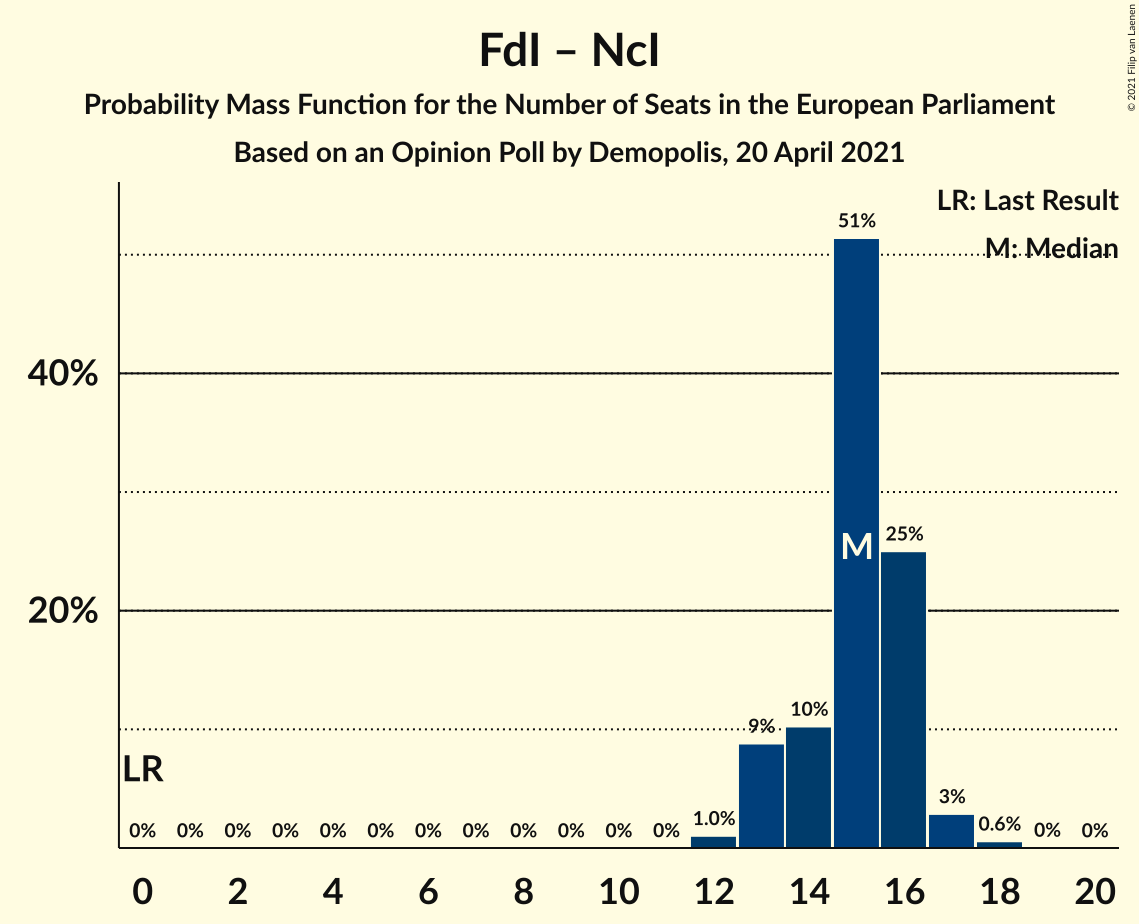 FdI – NcI
Probability Mass Function for the Number of Seats in the European Parliament
Based on an Opinion Poll by Demopolis, 20 April 2021
© 2021 Filip van Laenen
LR: Last Result
M: Median
51%
40%
25%
M
20%
10%
9%
LR
3%
1.0%
0.6%
0% 0% 0% 0% 0% 0% 0% 0% 0% 0% 0% 0% 0% 0%
0 2 4 6 8 10 12 14 16 18 20